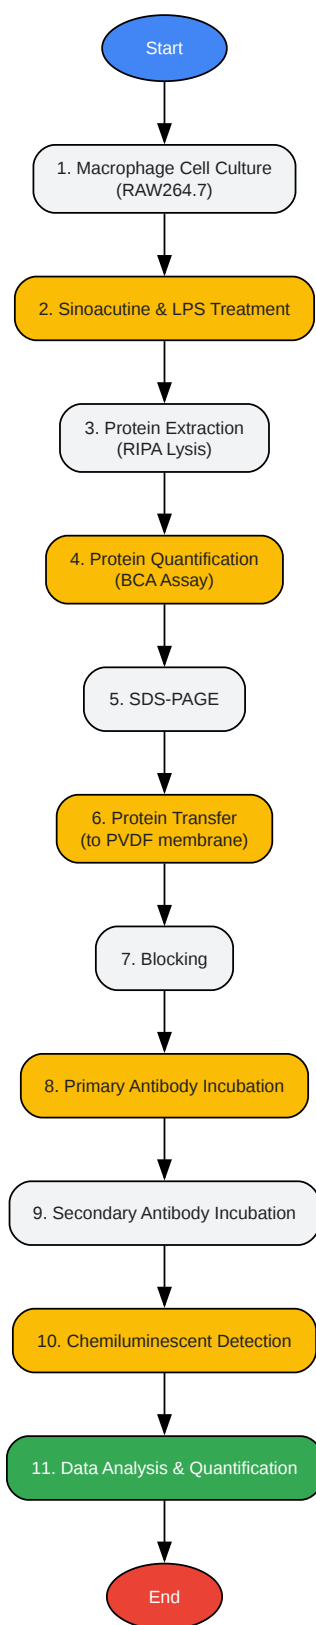 Start
1. Macrophage Cell Culture
(RAW264.7)
2. Sinoacutine & LPS Treatment
3. Protein Extraction
(RIPA Lysis)
4. Protein Quantification
(BCA Assay)
5. SDS-PAGE
6. Protein Transfer
(to PVDF membrane)
7. Blocking
8. Primary Antibody Incubation
9. Secondary Antibody Incubation
10. Chemiluminescent Detection
11. Data Analysis & Quantification
End